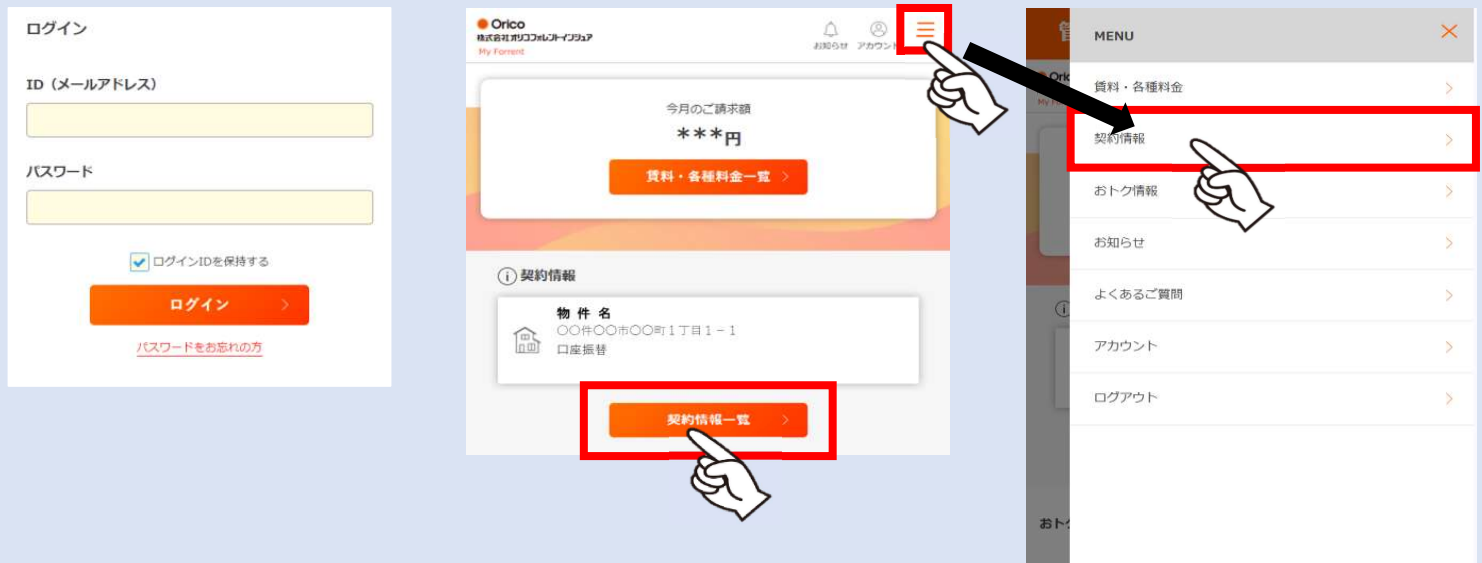 ログイン
ID（メールアドレス）
パスワード
ログインIDを保持する
ログイン
パスワードをお忘れの方
Orico
株式会社オリコフォレントインシュア
My Forrent
お知らせ
アカウント
今月のご請求額
***円
賃料・各種料金一覧
i 契約情報
物件名
〇〇件〇〇市〇〇町１丁目１－１
口座振替
契約情報一覧
MENU
賃料・各種料金
契約情報
おトク情報
お知らせ
よくあるご質問
アカウント
ログアウト